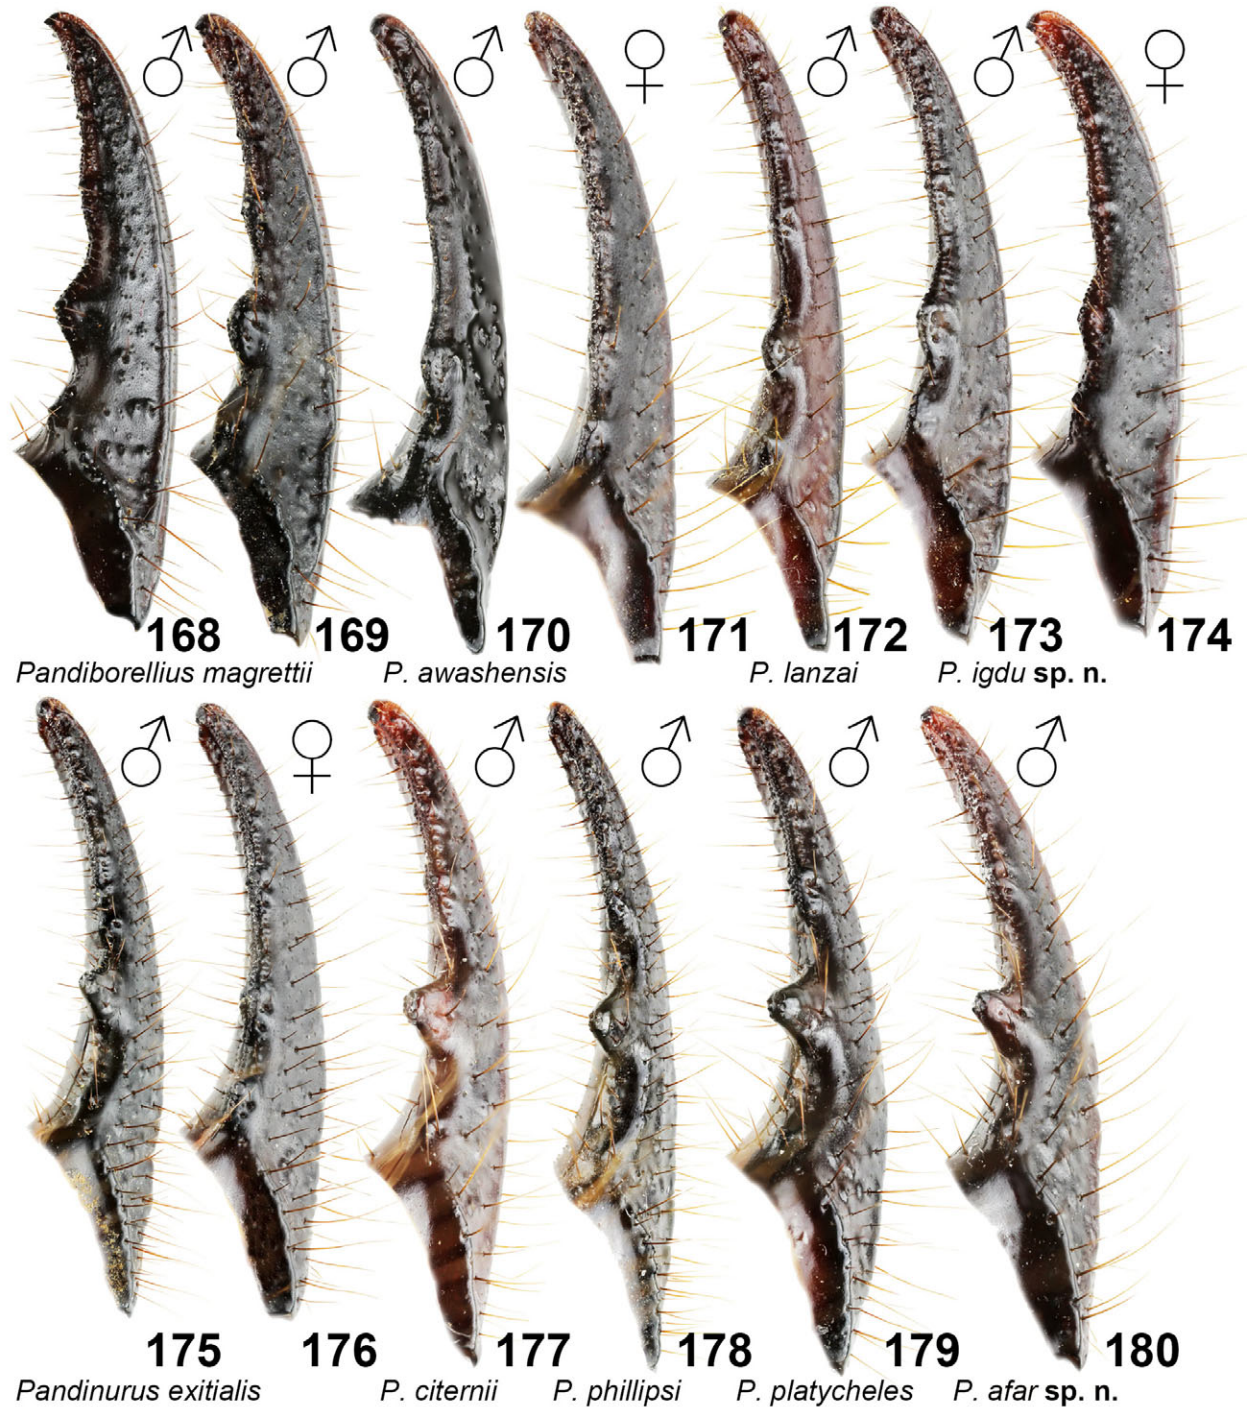 ♂ ♂ ♂ ♀ ♂ ♂ ♀
168 169 170 171 172 173 174
Pandiborellius magrettii P. awashensis P. lanzai P. igdu sp. n.
♂ ♀ ♂ ♂ ♂ ♂
175 176 177 178 179 180
Pandinurus exitialis P. citernii P. phillipsi P. platycheles P. afar sp. n.